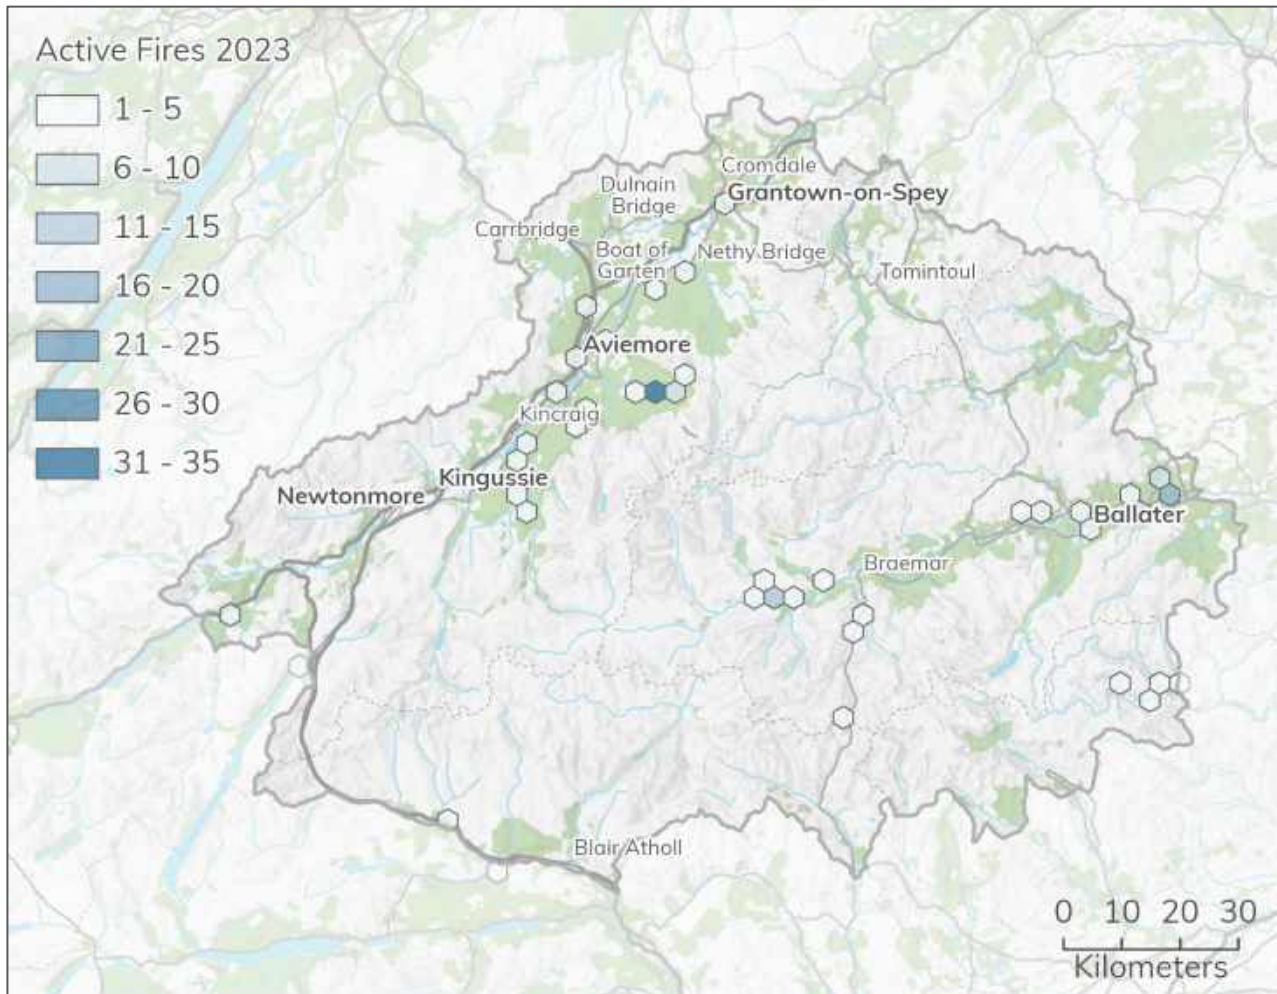 Active Fires 2023
1 - 5
6 - 10
11 - 15
16 - 20
21 - 25
26 - 30
31 - 35
Cromdale
Dulnain
Bridge
Grantown-on-Spey
Carrbridge
Boat of
Garten
Nethy Bridge
Tomintoul
Aviemore
Kincraig
Kingussie
Newtonmore
Ballater
Braemar
Blair Atholl
0 10 20 30
Kilometers